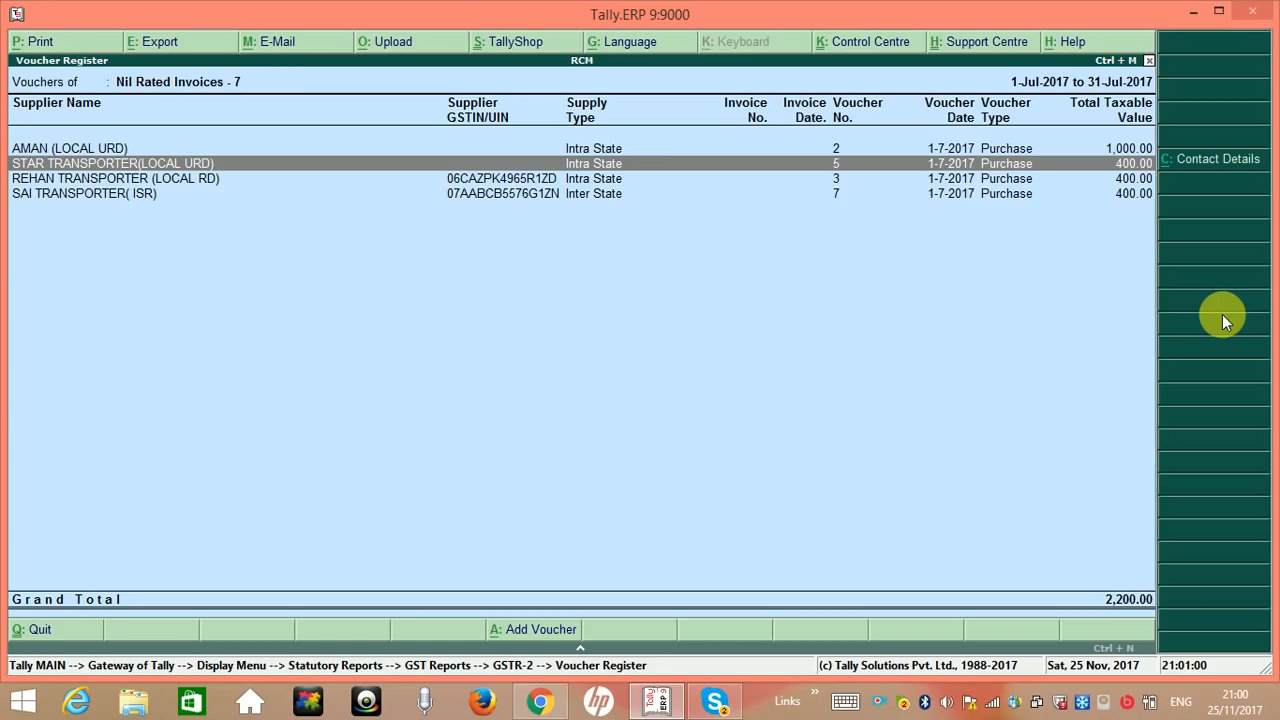 Tally.ERP 9:9000
P: Print E: Export M: E-Mail O: Upload S: TallyShop G: Language K: Keyboard K: Control Centre H: Support Centre H: Help
Voucher Register RCM Ctrl + M
Vouchers of : Nil Rated Invoices - 7 1-Jul-2017 to 31-Jul-2017
Supplier Name Supplier Supply Invoice Invoice Voucher Voucher Voucher Total Taxable
GSTIN/UIN Type No. Date. No. Date Type Value
AMAN (LOCAL URD) Intra State 2 1-7-2017 Purchase 1,000.00
C: Contact Details
STAR TRANSPORTER(LOCAL URD) Intra State 5 1-7-2017 Purchase 400.00
REHAN TRANSPORTER (LOCAL RD) 06CAZPK4965R1ZD Intra State 3 1-7-2017 Purchase 400.00
SAI TRANSPORTER( ISR) 07AABCB5576G1ZN Inter State 7 1-7-2017 Purchase 400.00
Grand Total 2,200.00
Q: Quit A: Add Voucher
Ctrl + N
Tally MAIN --> Gateway of Tally --> Display Menu --> Statutory Reports --> GST Reports --> GSTR-2 --> Voucher Register (c) Tally Solutions Pvt. Ltd., 1988-2017 Sat, 25 Nov, 2017 21:01:00
Links ENG 21:00
25/11/2017